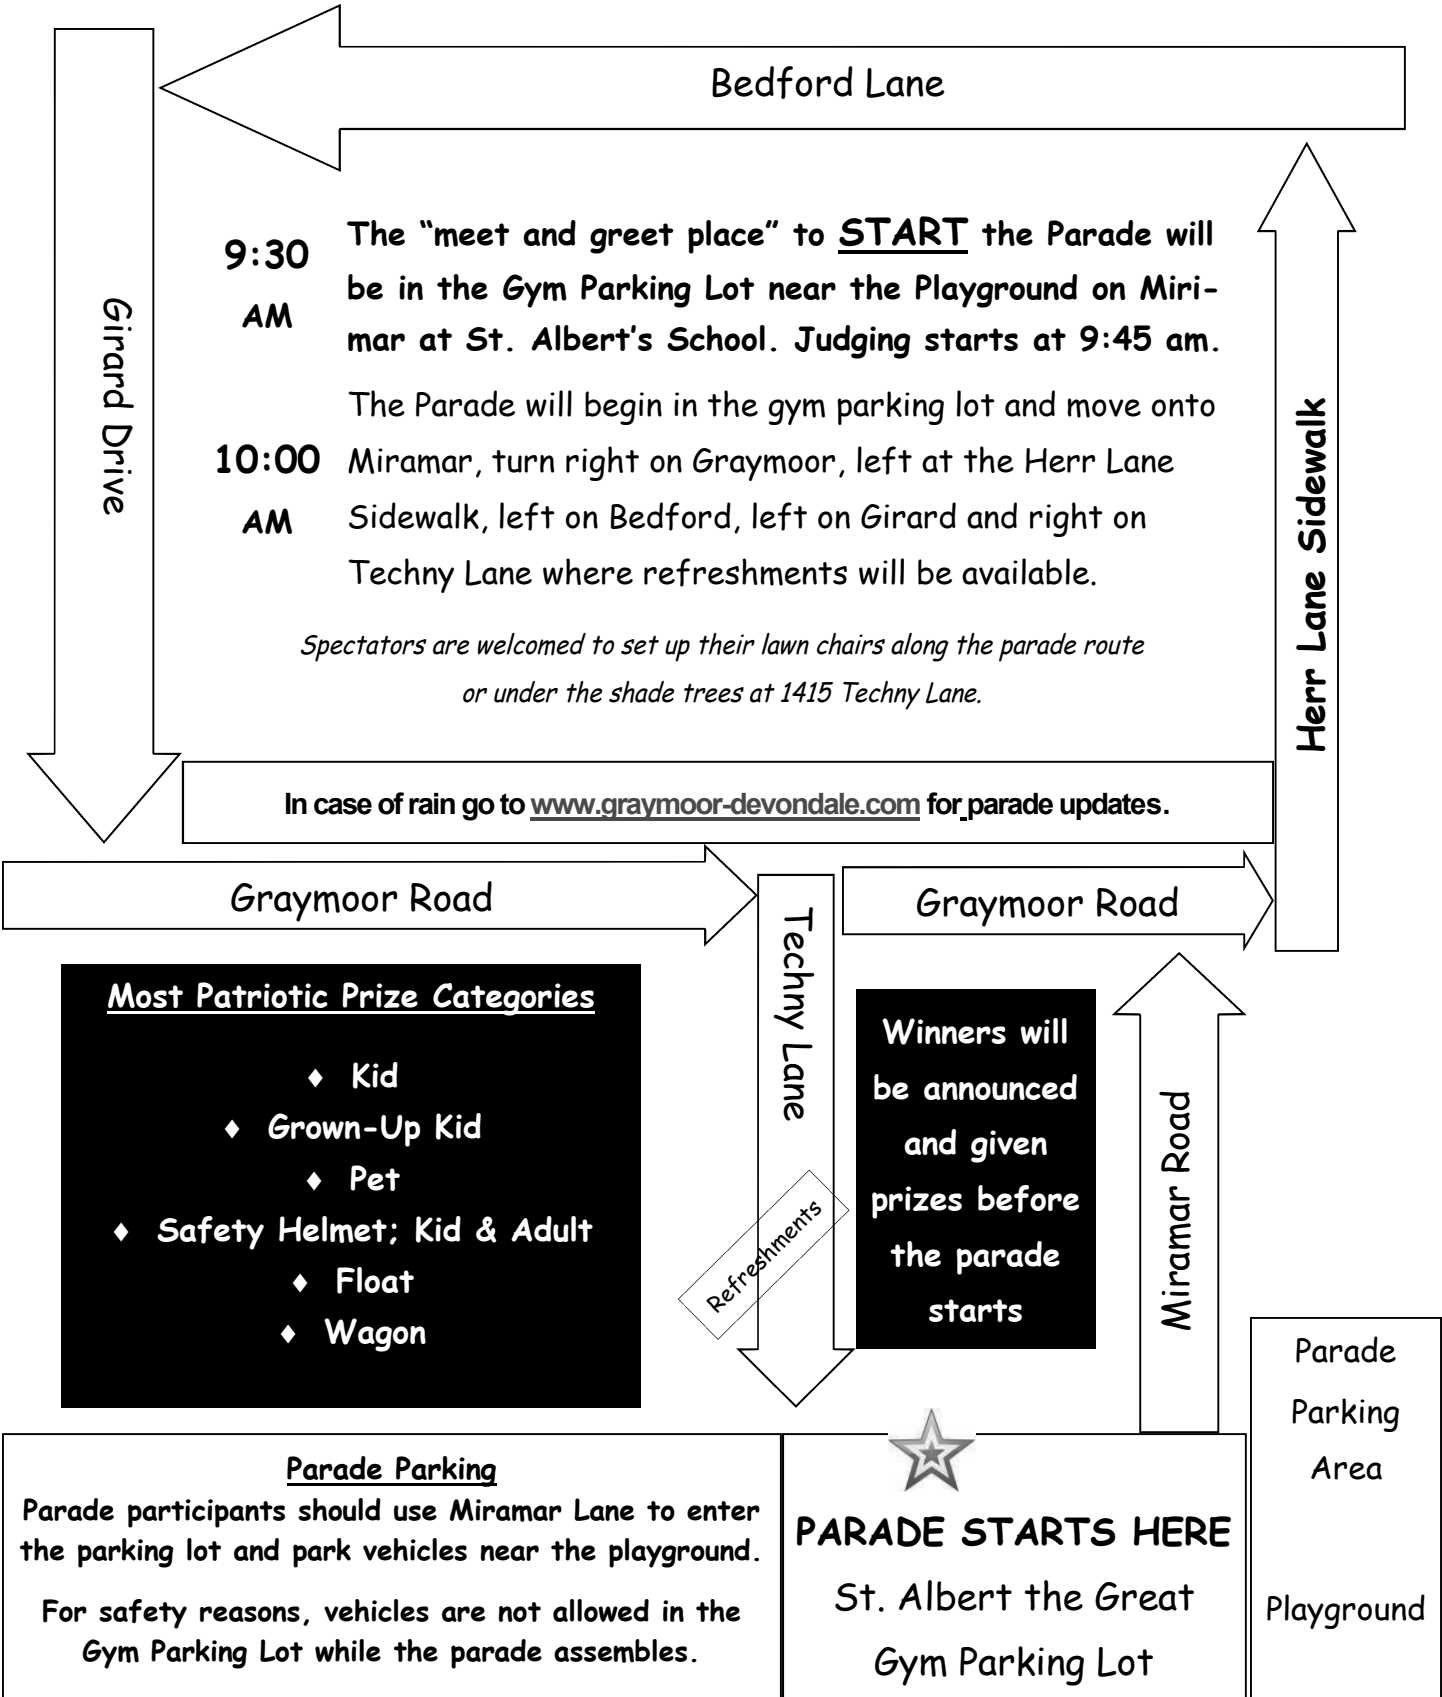 Bedford Lane
Girard Drive
9:30
AM
The “meet and greet place” to START the Parade will
be in the Gym Parking Lot near the Playground on Miri-
mar at St. Albert’s School. Judging starts at 9:45 am.
10:00
AM
The Parade will begin in the gym parking lot and move onto
Miramar, turn right on Graymoor, left at the Herr Lane
Sidewalk, left on Bedford, left on Girard and right on
Techny Lane where refreshments will be available.
Spectators are welcomed to set up their lawn chairs along the parade route
or under the shade trees at 1415 Techny Lane.
Herr Lane Sidewalk
In case of rain go to www.graymoor-devondale.com for parade updates.
Graymoor Road
Techny Lane
Graymoor Road
Most Patriotic Prize Categories
♦ Kid
♦ Grown-Up Kid
♦ Pet
♦ Safety Helmet; Kid & Adult
♦ Float
♦ Wagon
Refreshments
Winners will
be announced
and given
prizes before
the parade
starts
Miramar Road
Parade
Parking
Area
Playground
Parade Parking
Parade participants should use Miramar Lane to enter
the parking lot and park vehicles near the playground.
For safety reasons, vehicles are not allowed in the
Gym Parking Lot while the parade assembles.
PARADE STARTS HERE
St. Albert the Great
Gym Parking Lot